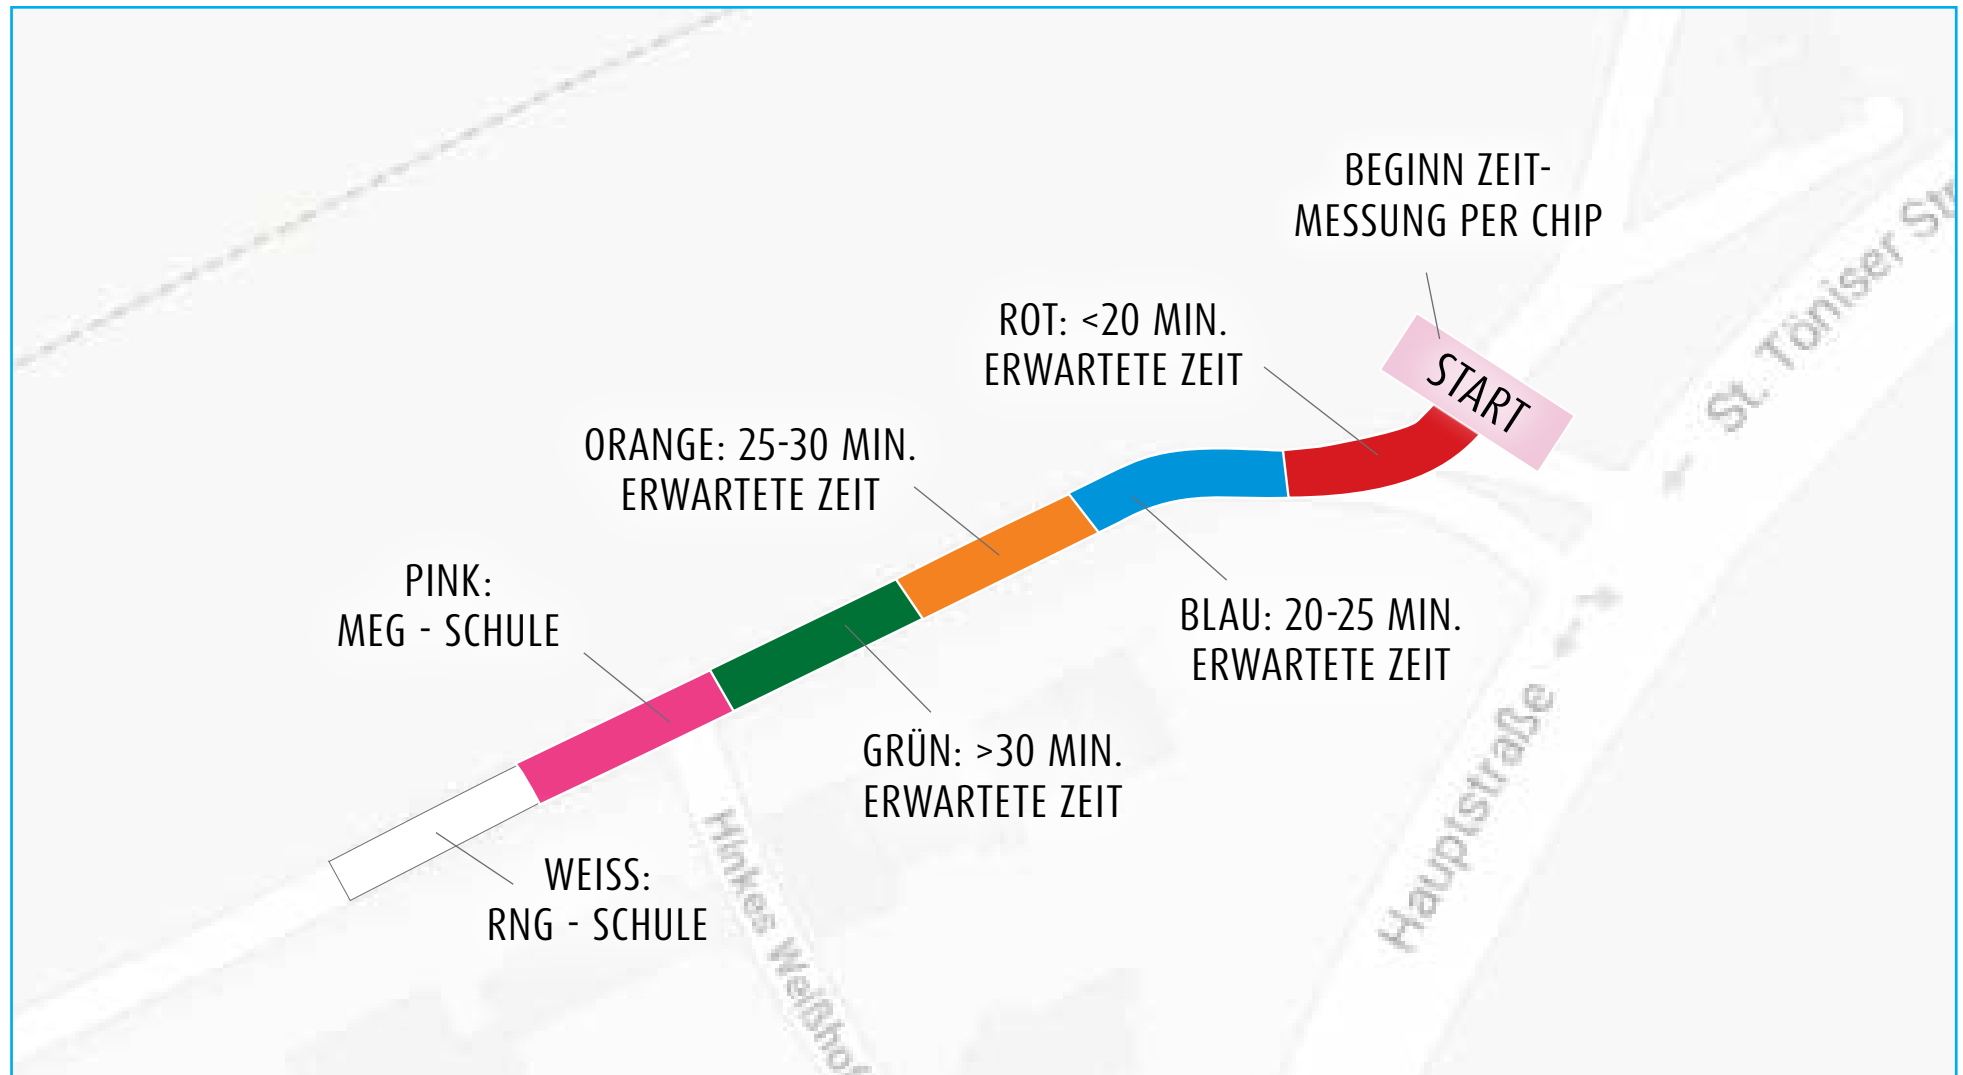 BEGINN ZEIT-
MESSUNG PER CHIP
START
ROT: <20 MIN.
ERWARTETE ZEIT
ORANGE: 25-30 MIN.
ERWARTETE ZEIT
BLAU: 20-25 MIN.
ERWARTETE ZEIT
PINK:
MEG - SCHULE
GRÜN: >30 MIN.
ERWARTETE ZEIT
WEISS:
RNG - SCHULE
St. Töniser Str
Hauptstraße
Hinkes Weißhof